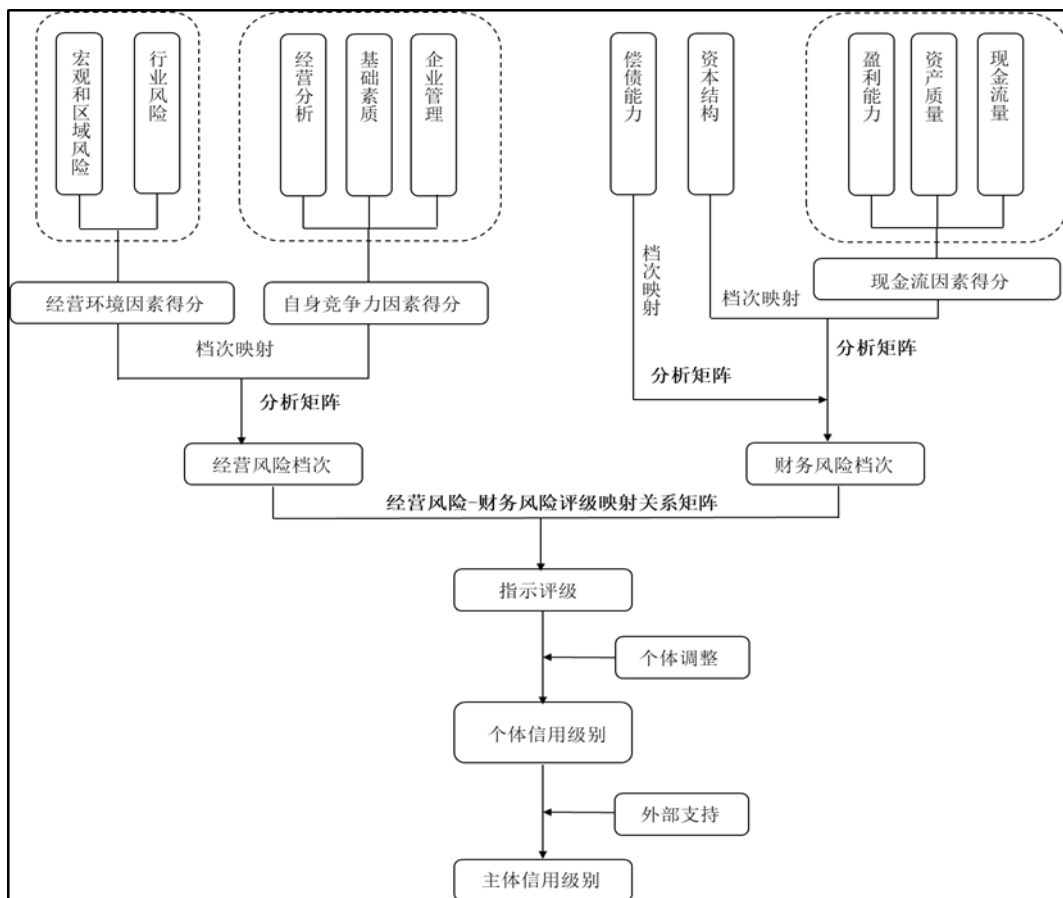 宏观和区域风险
行业风险
经营分析
基础素质
企业管理
偿债能力
资本结构
盈利能力
资产质量
现金流量
经营环境因素得分
自身竞争力因素得分
档次映射
档次映射
现金流因素得分
档次映射
分析矩阵
分析矩阵
分析矩阵
经营风险档次
财务风险档次
经营风险-财务风险评级映射关系矩阵
指示评级
个体调整
个体信用级别
外部支持
主体信用级别